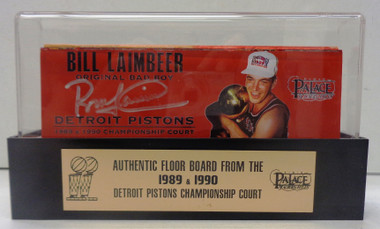 BILL LAIMBEER
ORIGINAL BAD BOY
DETROIT PISTONS
CHAMPIONSHIP COURT
PALACE
AUTHENTIC FLOOR BOARD FROM THE
1989 & 1990
DETROIT PISTONS CHAMPIONSHIP COURT
PALACE